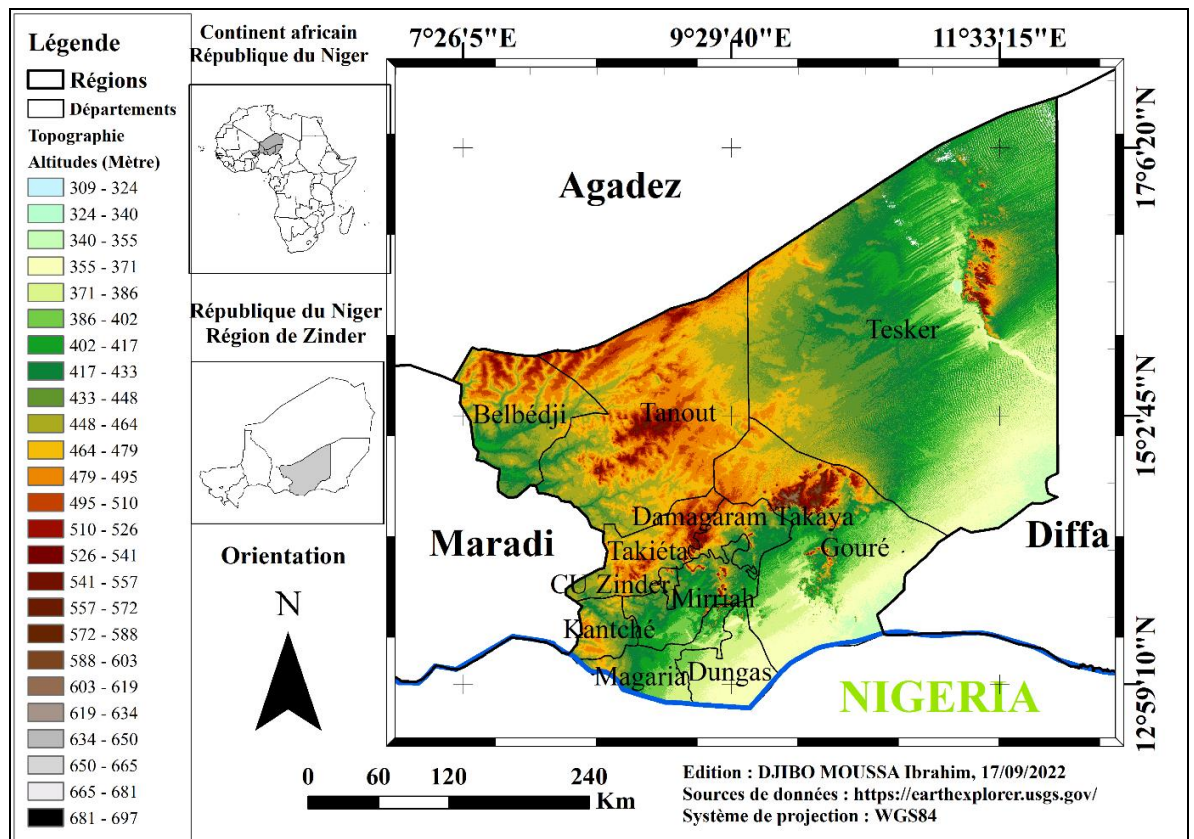 Légende
Régions
Départements
Topographie
Altitudes (Mètre)
309 - 324
324 - 340
340 - 355
355 - 371
371 - 386
386 - 402
402 - 417
417 - 433
433 - 448
448 - 464
464 - 479
479 - 495
495 - 510
510 - 526
526 - 541
541 - 557
557 - 572
572 - 588
588 - 603
603 - 619
619 - 634
634 - 650
650 - 665
665 - 681
681 - 697
Continent africain
République du Niger
République du Niger
Région de Zinder
Orientation
N
7°26'5"E
9°29'40"E
11°33'15"E
17°6'20"N
15°2'45"N
12°59'10"N
Agadez
Tesker
Belbédji
Tanout
Damagaram Takaya
Maradi
Diffa
Takiéta
Gouré
CU Zinder
Mirriah
Kantché
Magaria
Dungas
NIGERIA
0 60 120 240
Km
Edition : DJIBO MOUSSA Ibrahim, 17/09/2022
Sources de données : https://earthexplorer.usgs.gov/
Système de projection : WGS84